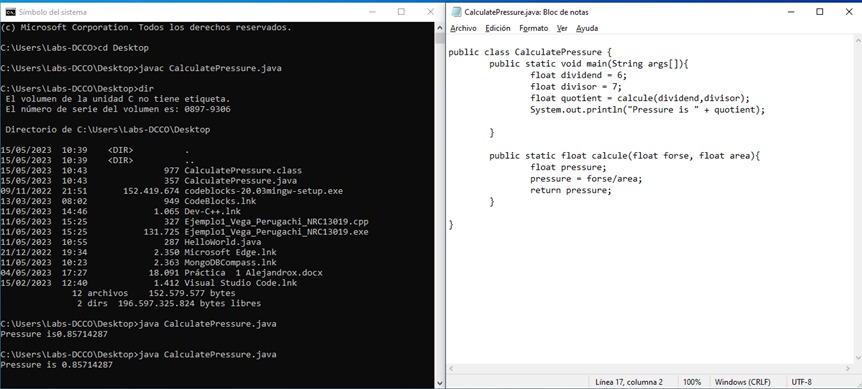 Símbolo del sistema
(c) Microsoft Corporation. Todos los derechos reservados.
C:\Users\Labs-DCCO>cd Desktop
C:\Users\Labs-DCCO\Desktop>javac CalculatePressure.java
C:\Users\Labs-DCCO\Desktop>dir
El volumen de la unidad C no tiene etiqueta.
El número de serie del volumen es: 0897-9306
Directorio de C:\Users\Labs-DCCO\Desktop
15/05/2023  10:39    <DIR>          .
15/05/2023  10:39    <DIR>          ..
15/05/2023  10:43               977 CalculatePressure.class
15/05/2023  10:43               357 CalculatePressure.java
09/11/2022  21:51       152.419.674 codeblocks-20.03mingw-setup.exe
13/03/2023  08:02               949 CodeBlocks.lnk
11/05/2023  14:46             1.065 Dev-C++.lnk
11/05/2023  15:25               327 Ejemplo1_Vega_Perugachi_NRC13019.cpp
11/05/2023  15:25           131.725 Ejemplo1_Vega_Perugachi_NRC13019.exe
11/05/2023  10:55               287 HelloWorld.java
21/12/2022  19:34             2.350 Microsoft Edge.lnk
11/05/2023  10:23             2.363 MongoDBCompass.lnk
04/05/2023  17:27            18.091 Práctica  1 Alejandrox.docx
15/02/2023  12:40             1.412 Visual Studio Code.lnk
12 archivos    152.579.577 bytes
2 dirs  196.597.325.824 bytes libres
C:\Users\Labs-DCCO\Desktop>java CalculatePressure.java
Pressure is0.85714287
C:\Users\Labs-DCCO\Desktop>java CalculatePressure.java
Pressure is 0.85714287
CalculatePressure.java: Bloc de notas
Archivo Edición Formato Ver Ayuda
public class CalculatePressure {
public static void main(String args[]){
float dividend = 6;
float divisor = 7;
float quotient = calcule(dividend,divisor);
System.out.println("Pressure is " + quotient);
}
public static float calcule(float forse, float area){
float pressure;
pressure = forse/area;
return pressure;
}
}
Línea 17, columna 2 100% Windows (CRLF) UTF-8